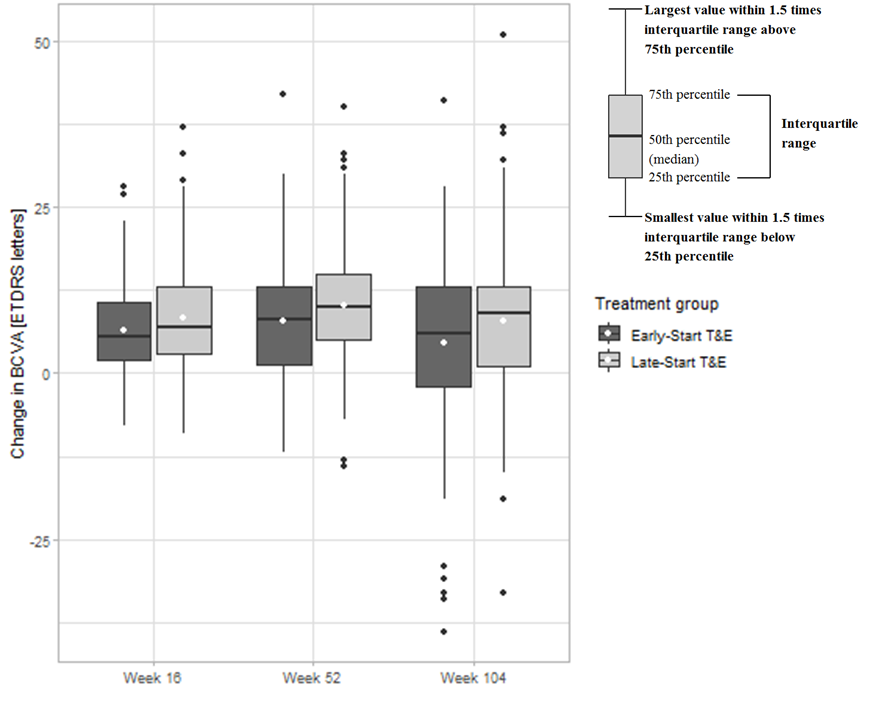 50
25
0
-25
Change in BCVA [ETDRS letters]
Week 16
Week 52
Week 104
Largest value within 1.5 times
interquartile range above
75th percentile
75th percentile
50th percentile
(median)
25th percentile
Interquartile
range
Smallest value within 1.5 times
interquartile range below
25th percentile
Treatment group
Early-Start T&E
Late-Start T&E